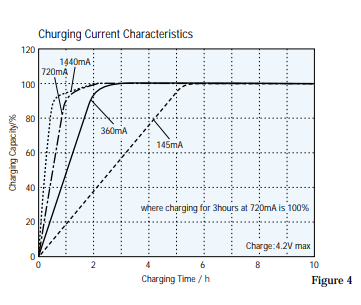 Churging Current Characteristics
120
1440mA
720mA
100
80
360mA
145mA
Charging Capacity/%
60
40
where charging for 3hours at 720mA is 100%
20
Charge:4.2V max
0
0 2 4 6 8 10
Charging Time / h
Figure 4